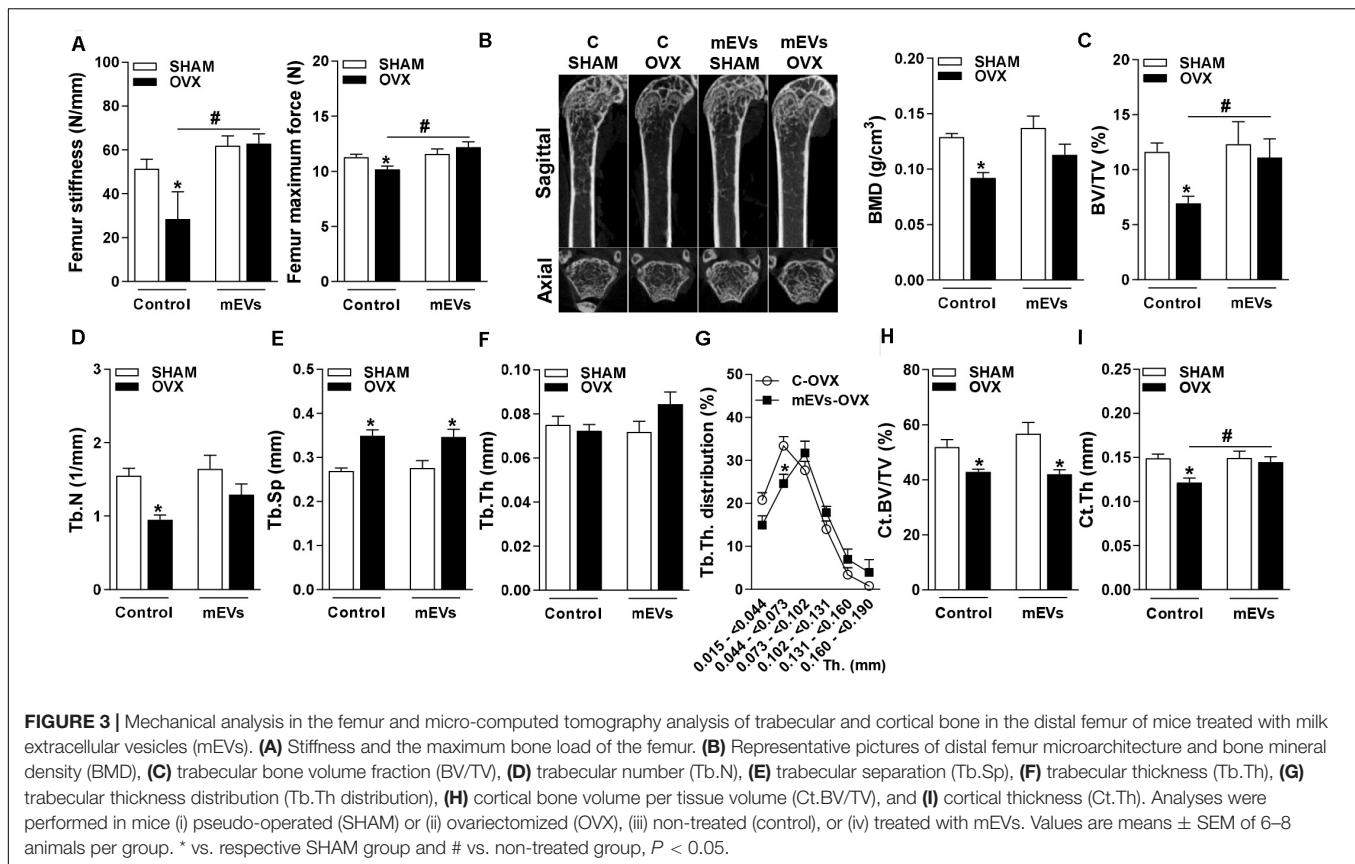 A
SHAM
OVX
Femur stiffness (N/mm)
100
80
60
40
20
0
*
#
Control
mEVs
SHAM
OVX
Femur maximum force (N)
20
15
10
5
0
*
#
Control
mEVs
B
C
SHAM
C
OVX
mEVs
SHAM
mEVs
OVX
Sagittal
Axial
SHAM
OVX
BMD (g/cm³)
0.20
0.15
0.10
0.05
0.00
*
Control
mEVs
C
SHAM
OVX
BV/TV (%)
20
15
10
5
0
*
#
Control
mEVs
D
SHAM
OVX
Tb.N (1/mm)
3
2
1
0
*
Control
mEVs
E
SHAM
OVX
Tb.Sp (mm)
0.5
0.4
0.3
0.2
0.1
0.0
*
*
Control
mEVs
F
SHAM
OVX
Tb.Th (mm)
0.10
0.08
0.06
0.04
0.02
0.00
Control
mEVs
G
C-OVX
mEVs-OVX
Tb.Th. distribution (%)
50
40
30
20
10
0
*
0.015 - <0.044
0.044 - <0.073
0.073 - <0.102
0.102 - <0.131
0.131 - <0.160
0.160 - <0.190
Th. (mm)
H
SHAM
OVX
Ct.BV/TV (%)
80
60
40
20
0
*
*
Control
mEVs
I
SHAM
OVX
Ct.Th (mm)
0.25
0.20
0.15
0.10
0.05
0.00
*
#
Control
mEVs
FIGURE 3 | Mechanical analysis in the femur and micro-computed tomography analysis of trabecular and cortical bone in the distal femur of mice treated with milk
extracellular vesicles (mEVs). (A) Stiffness and the maximum bone load of the femur. (B) Representative pictures of distal femur microarchitecture and bone mineral
density (BMD), (C) trabecular bone volume fraction (BV/TV), (D) trabecular number (Tb.N), (E) trabecular separation (Tb.Sp), (F) trabecular thickness (Tb.Th), (G)
trabecular thickness distribution (Tb.Th distribution), (H) cortical bone volume per tissue volume (Ct.BV/TV), and (I) cortical thickness (Ct.Th). Analyses were
performed in mice (i) pseudo-operated (SHAM) or (ii) ovariectomized (OVX), (iii) non-treated (control), or (iv) treated with mEVs. Values are means ± SEM of 6–8
animals per group. * vs. respective SHAM group and # vs. non-treated group, P < 0.05.